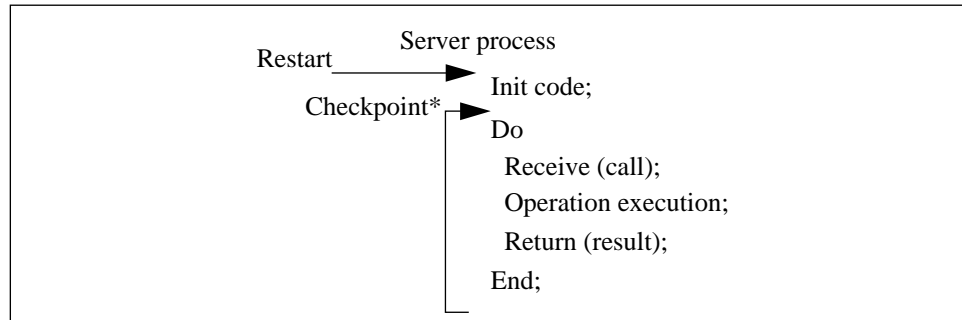 Server process
Restart
Init code;
Checkpoint*
Do
Receive (call);
Operation execution;
Return (result);
End;